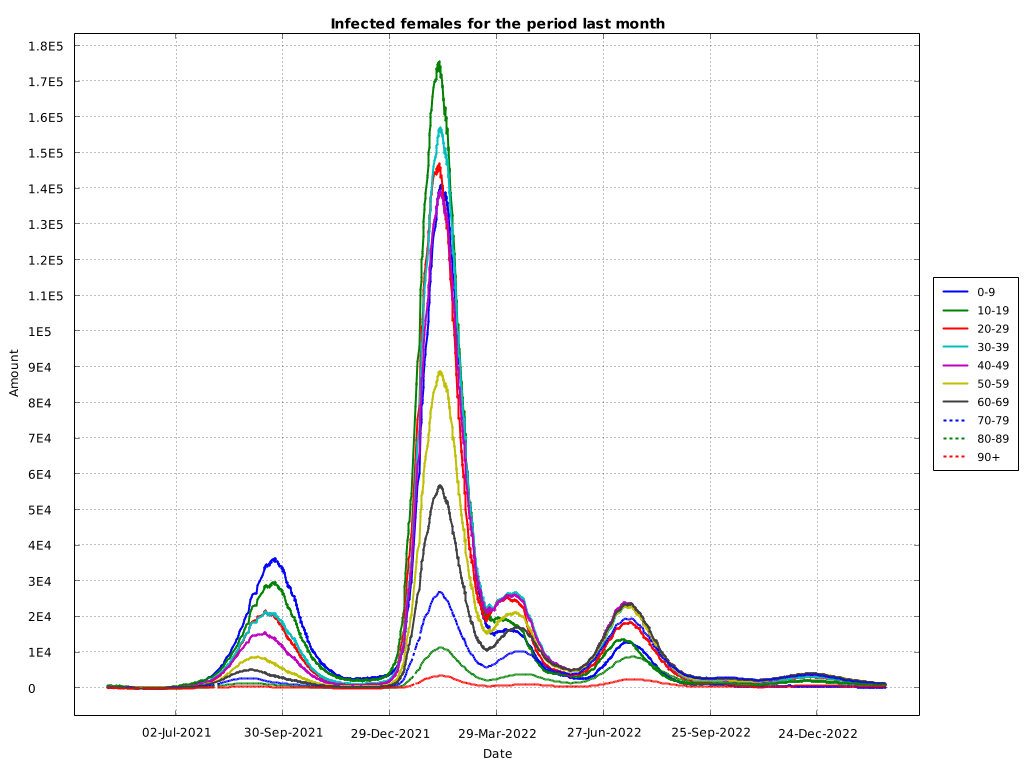 Infected females for the period last month
1.8E5
1.7E5
1.6E5
1.5E5
1.4E5
1.3E5
1.2E5
1.1E5
1E5
9E4
8E4
7E4
6E4
5E4
4E4
3E4
2E4
1E4
0
Amount
02-Jul-2021
30-Sep-2021
29-Dec-2021
29-Mar-2022
27-Jun-2022
25-Sep-2022
24-Dec-2022
Date
0-9
10-19
20-29
30-39
40-49
50-59
60-69
70-79
80-89
90+